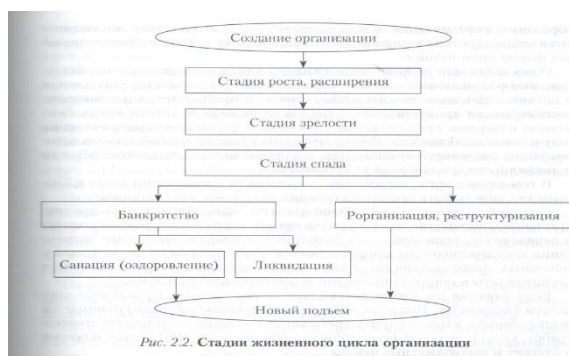 Создание организации
Стадия роста, расширения
Стадия зрелости
Стадия спада
Банкротство
Рорганизация, реструктуризация
Санация (оздоровление)
Ликвидация
Новый подъем
Рис. 2.2. Стадии жизненного цикла организации